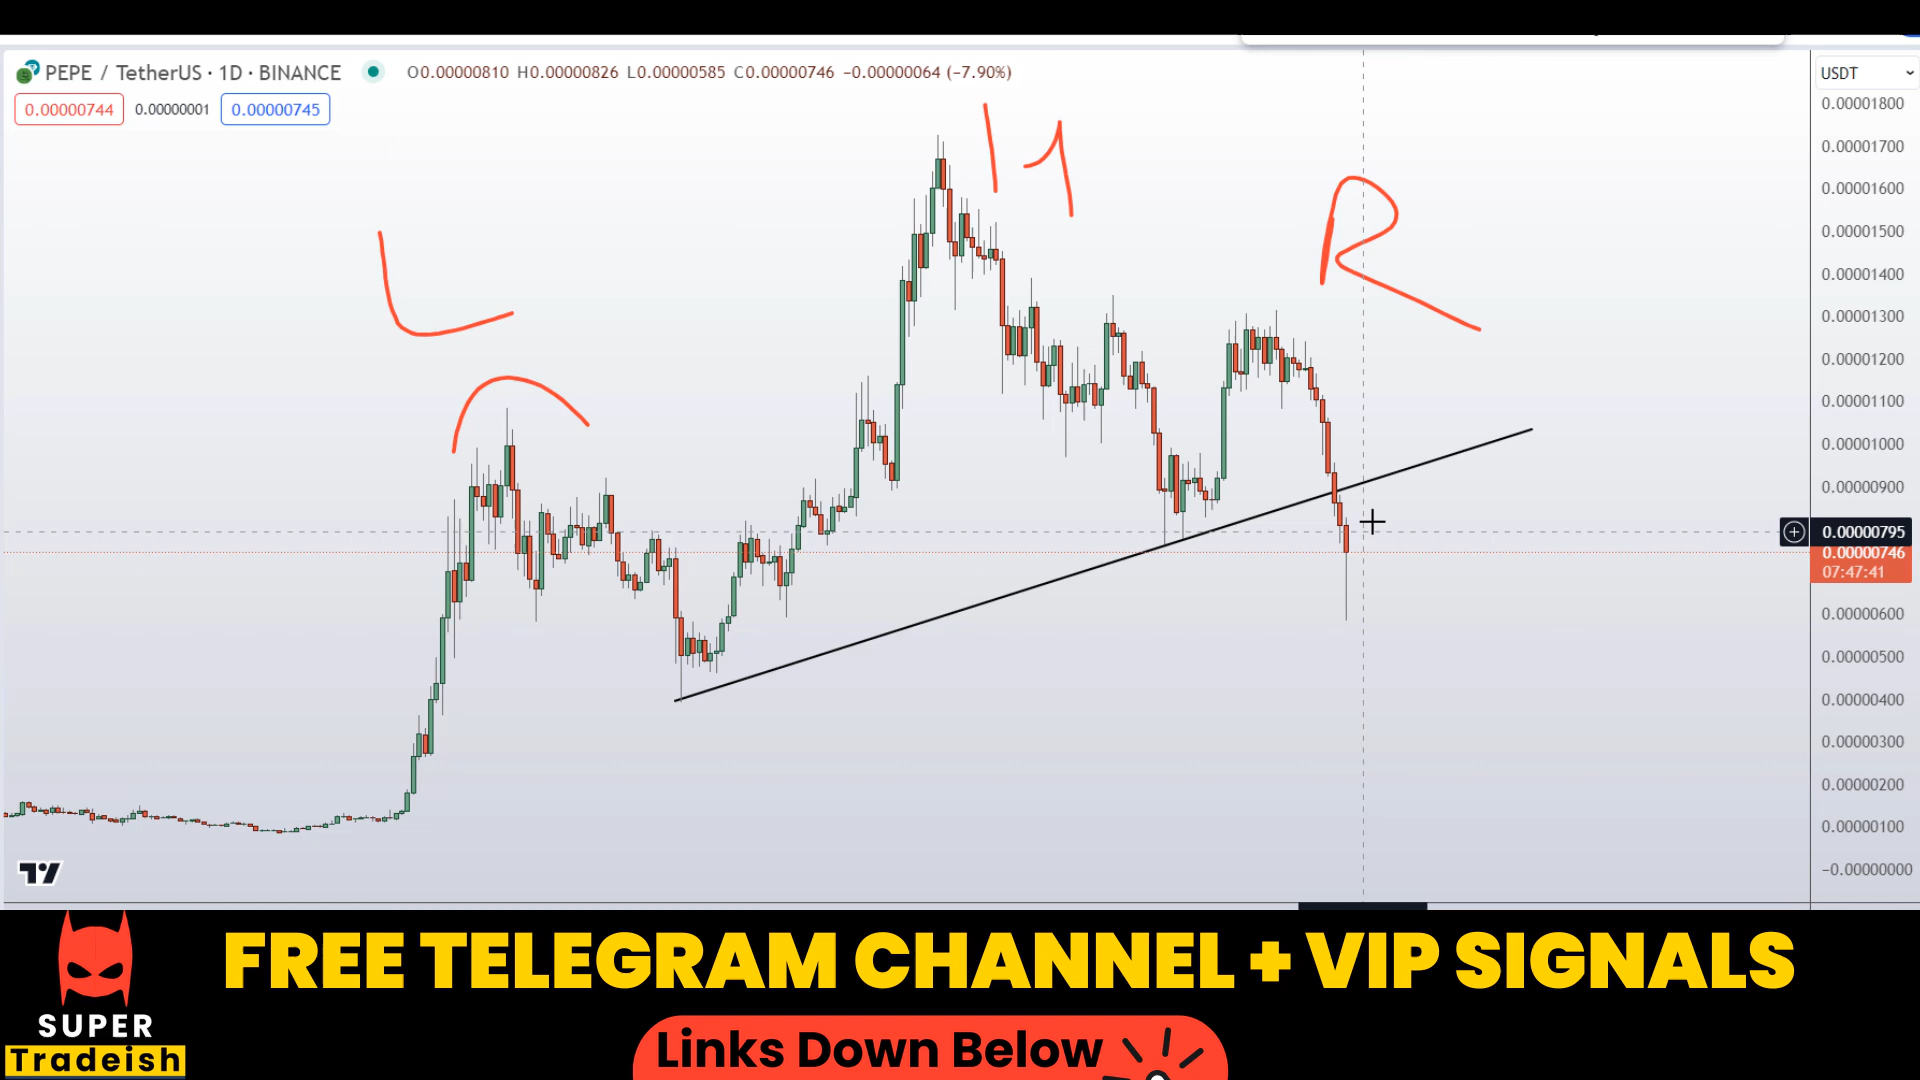 PEPE / TetherUS · 1D · BINANCE O0.00000810 H0.00000826 L0.00000585 C0.00000746 −0.00000064 (−7.90%)
USDT
0.00000744 0.00000001 0.00000745
0.00001800
0.00001700
0.00001600
0.00001500
0.00001400
0.00001300
0.00001200
0.00001100
0.00001000
0.00000900
0.00000795
0.00000746
07:47:41
0.00000600
0.00000500
0.00000400
0.00000300
0.00000200
0.00000100
−0.00000000
L
H
R
FREE TELEGRAM CHANNEL + VIP SIGNALS
SUPER
Tradeish
Links Down Below